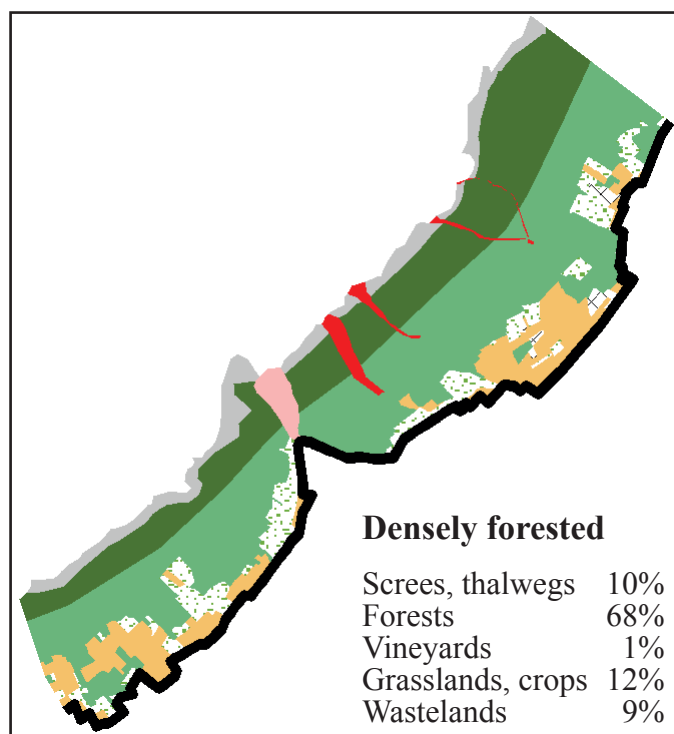 Densely forested
Screes, thalwegs 10%
Forests 68%
Vineyards 1%
Grasslands, crops 12%
Wastelands 9%